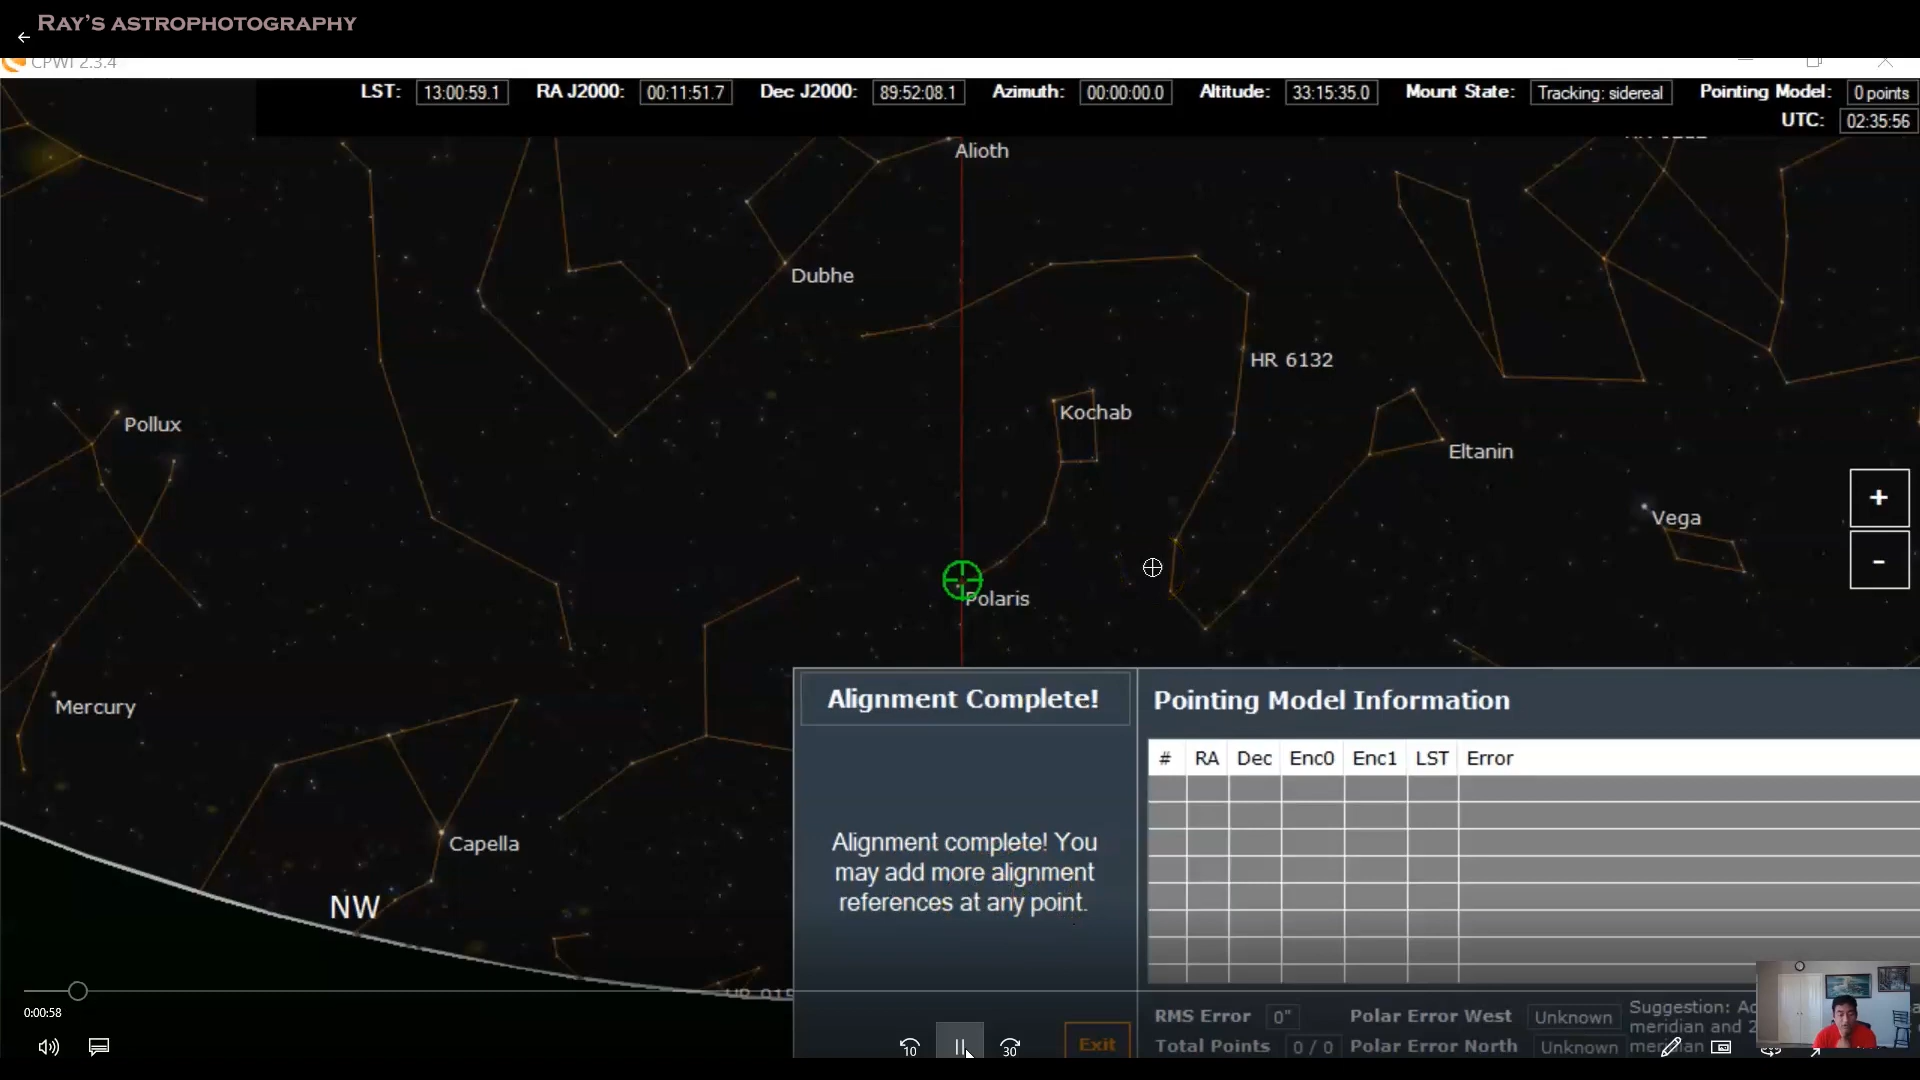 RAY'S ASTROPHOTOGRAPHY
CPWI 2.3.4
LST: 13:00:59.1 RA J2000: 00:11:51.7 Dec J2000: 89:52:08.1 Azimuth: 00:00:00.0 Altitude: 33:15:35.0 Mount State: Tracking: sidereal Pointing Model: 0 points
UTC: 02:35:56
Alioth
Dubhe
HR 6132
Kochab
Pollux
Eltanin
Vega
+
-
Polaris
Mercury
Capella
NW
Alignment Complete!
Alignment complete! You
may add more alignment
references at any point.
Exit
Pointing Model Information
# RA Dec Enc0 Enc1 LST Error
RMS Error 0" Polar Error West Unknown
Total Points 0 / 0 Polar Error North Unknown
Suggestion:
meridian and 2
meridian
0:00:58
10
30